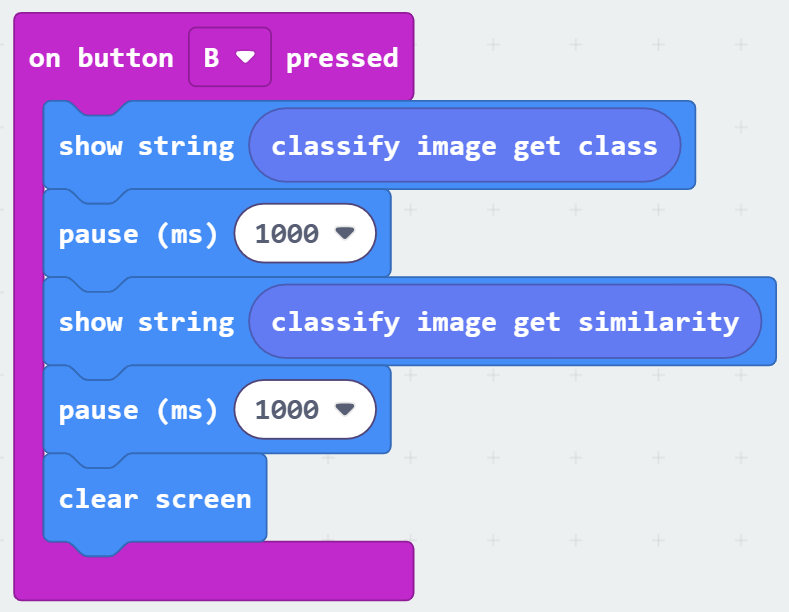 on button B pressed
show string classify image get class
pause (ms) 1000
show string classify image get similarity
pause (ms) 1000
clear screen